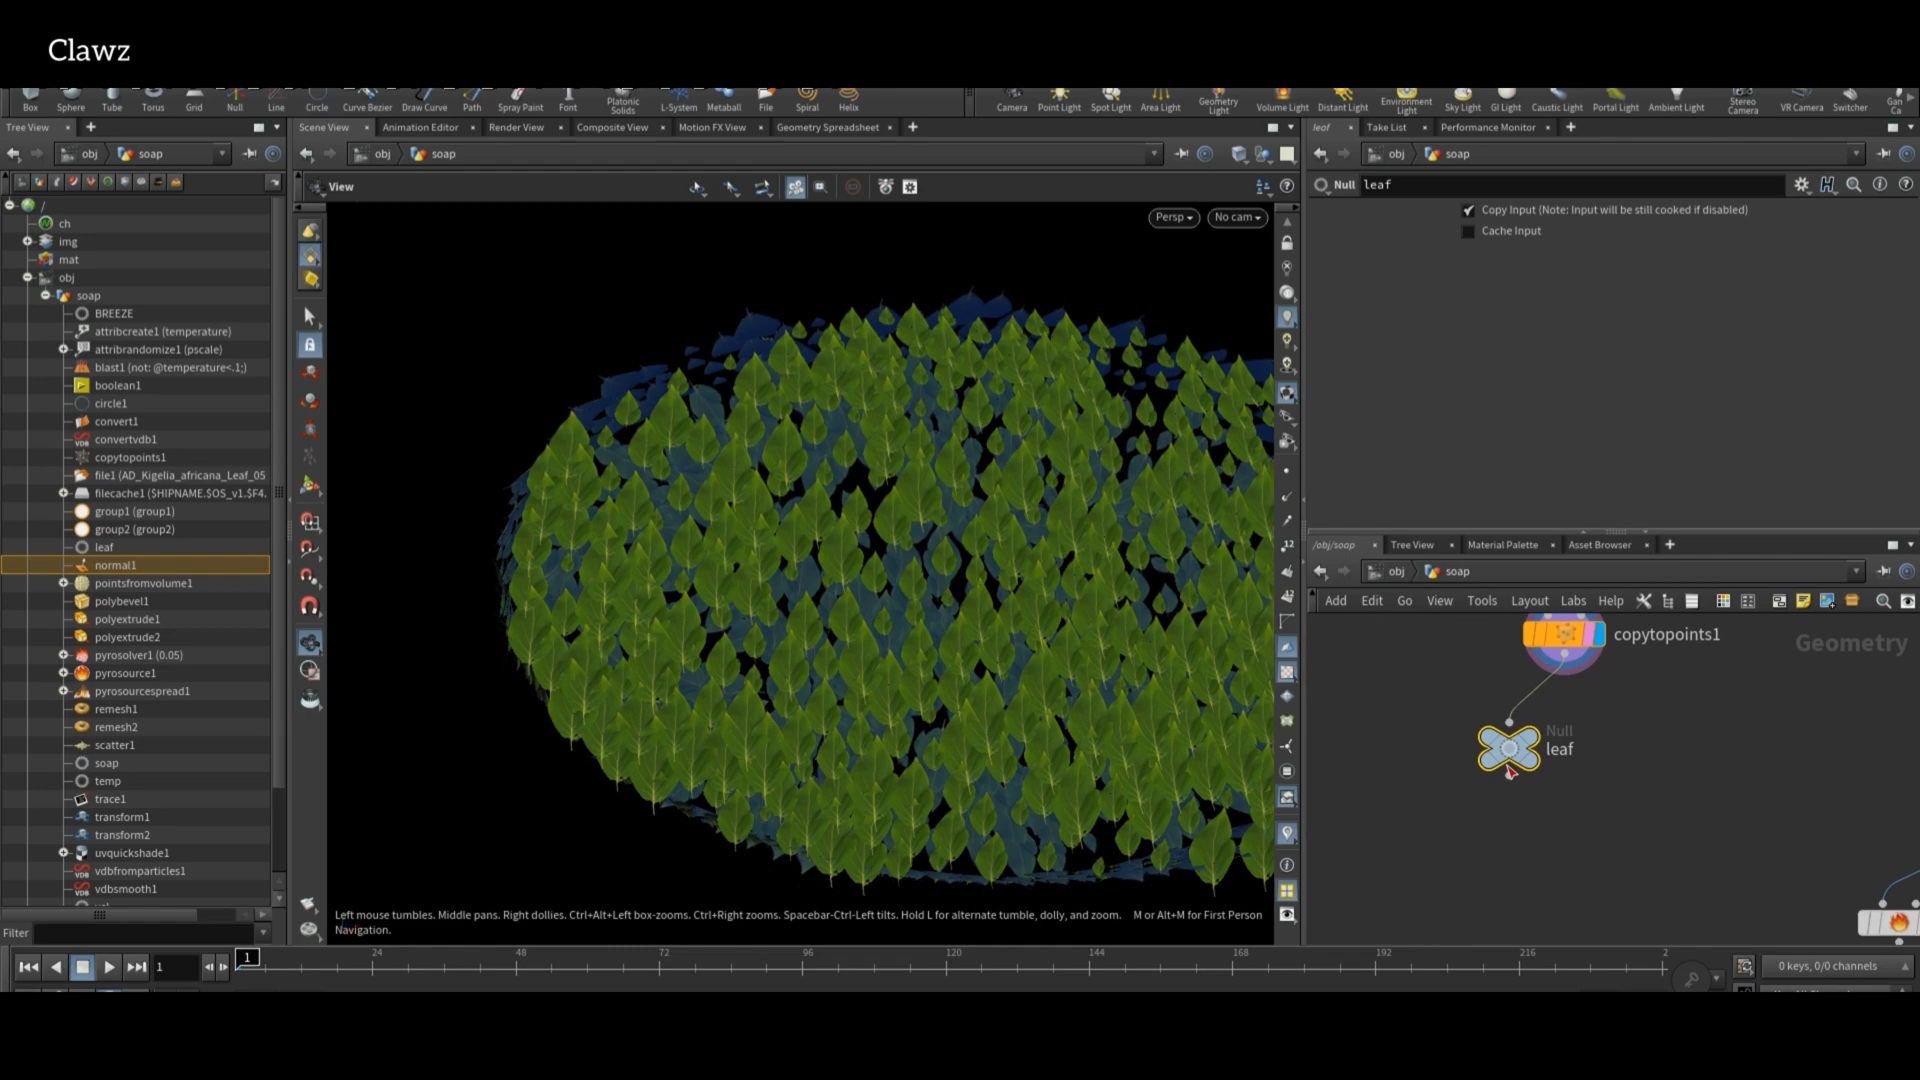 Clawz
Box Sphere Tube Torus Grid Null Line Circle Curve Bezier Draw Curve Path Spray Paint Font Platonic Solids L-System Metaball File Spiral Helix
Camera Point Light Spot Light Area Light Geometry Light Volume Light Distant Light Environment Light Sky Light GI Light Caustic Light Portal Light Ambient Light Stereo Camera VR Camera Switcher Gan Ca
Tree View
Scene View Animation Editor Render View Composite View Motion FX View Geometry Spreadsheet
leaf Take List Performance Monitor
obj soap
obj soap
obj soap
View
Persp No cam
Null leaf
Copy Input (Note: Input will be still cooked if disabled)
Cache Input
/
ch
img
mat
obj
soap
BREEZE
attribcreate1 (temperature)
attribrandomize1 (pscale)
blast1 (not: @temperature<.1;)
boolean1
circle1
convert1
convertvdb1
copytopoints1
file1 (AD_Kigelia_africana_Leaf_05
filecache1 ($HIPNAME.$OS_v1.$F4.
group1 (group1)
group2 (group2)
leaf
normal1
pointsfromvolume1
polybevel1
polyextrude1
polyextrude2
pyrosolver1 (0.05)
pyrosource1
pyrosourcespread1
remesh1
remesh2
scatter1
soap
temp
trace1
transform1
transform2
uvquickshade1
vdbfromparticles1
vdbsmooth1
Filter
Left mouse tumbles. Middle pans. Right dollies. Ctrl+Alt+Left box-zooms. Ctrl+Right zooms. Spacebar-Ctrl-Left tilts. Hold L for alternate tumble, dolly, and zoom. M or Alt+M for First Person
Navigation.
/obj/soap Tree View Material Palette Asset Browser
obj soap
Add Edit Go View Tools Layout Labs Help
copytopoints1
Geometry
Null
leaf
1
1
24 48 72 96 120 144 168 192 216 2
0 keys, 0/0 channels